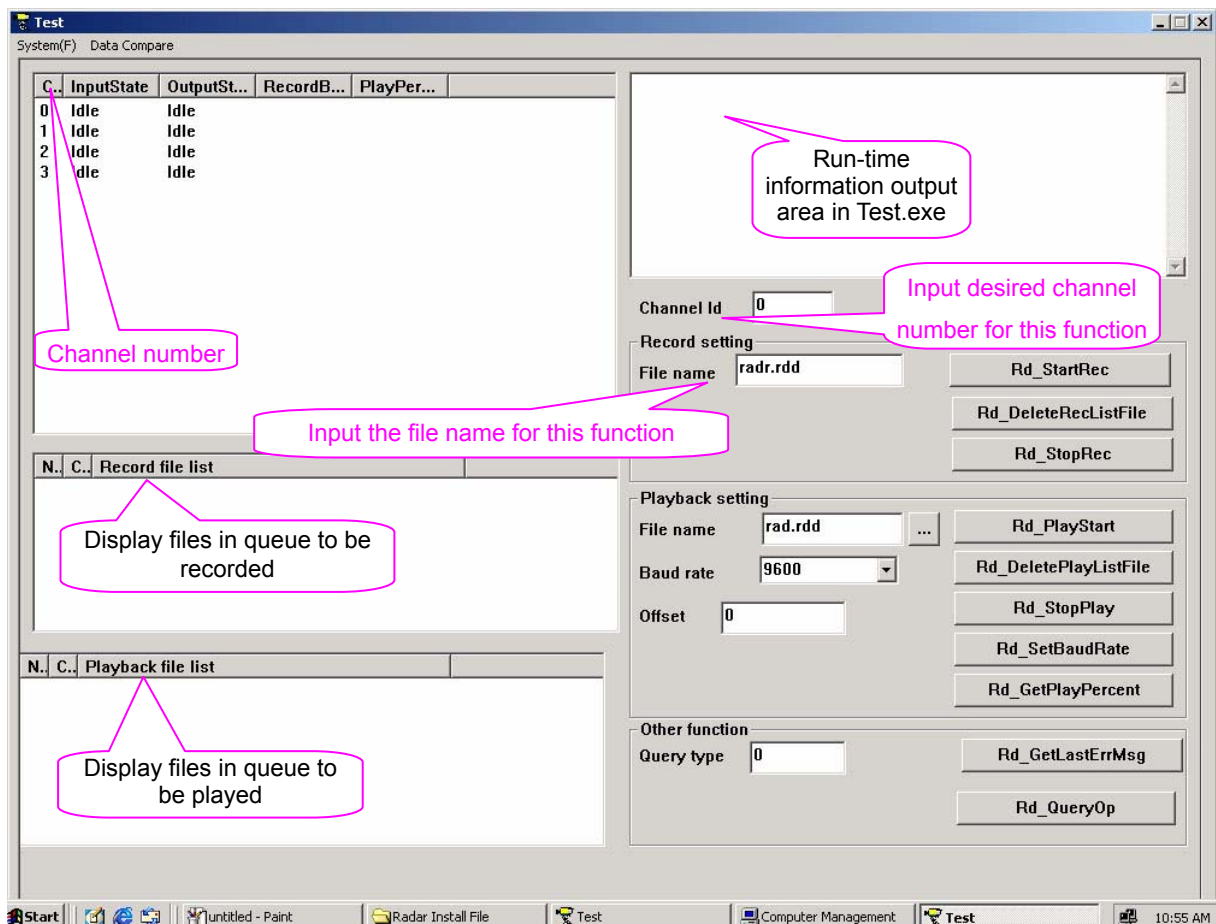 Test
System(F) Data Compare
C.. InputState OutputSt... RecordB... PlayPer...
0 Idle Idle
1 Idle Idle
2 Idle Idle
3 Idle Idle
Channel number
Run-time
information output
area in Test.exe
Channel Id 0
Input desired channel
number for this function
Record setting
File name radr.rdd
Rd_StartRec
Rd_DeleteRecListFile
Rd_StopRec
Input the file name for this function
N.. C.. Record file list
Display files in queue to be
recorded
Playback setting
File name rad.rdd ...
Baud rate 9600
Offset 0
Rd_PlayStart
Rd_DeletePlayListFile
Rd_StopPlay
Rd_SetBaudRate
Rd_GetPlayPercent
N.. C.. Playback file list
Display files in queue to
be played
Other function
Query type 0
Rd_GetLastErrMsg
Rd_QueryOp
Start untitled - Paint Radar Install File Test Computer Management Test 10:55 AM